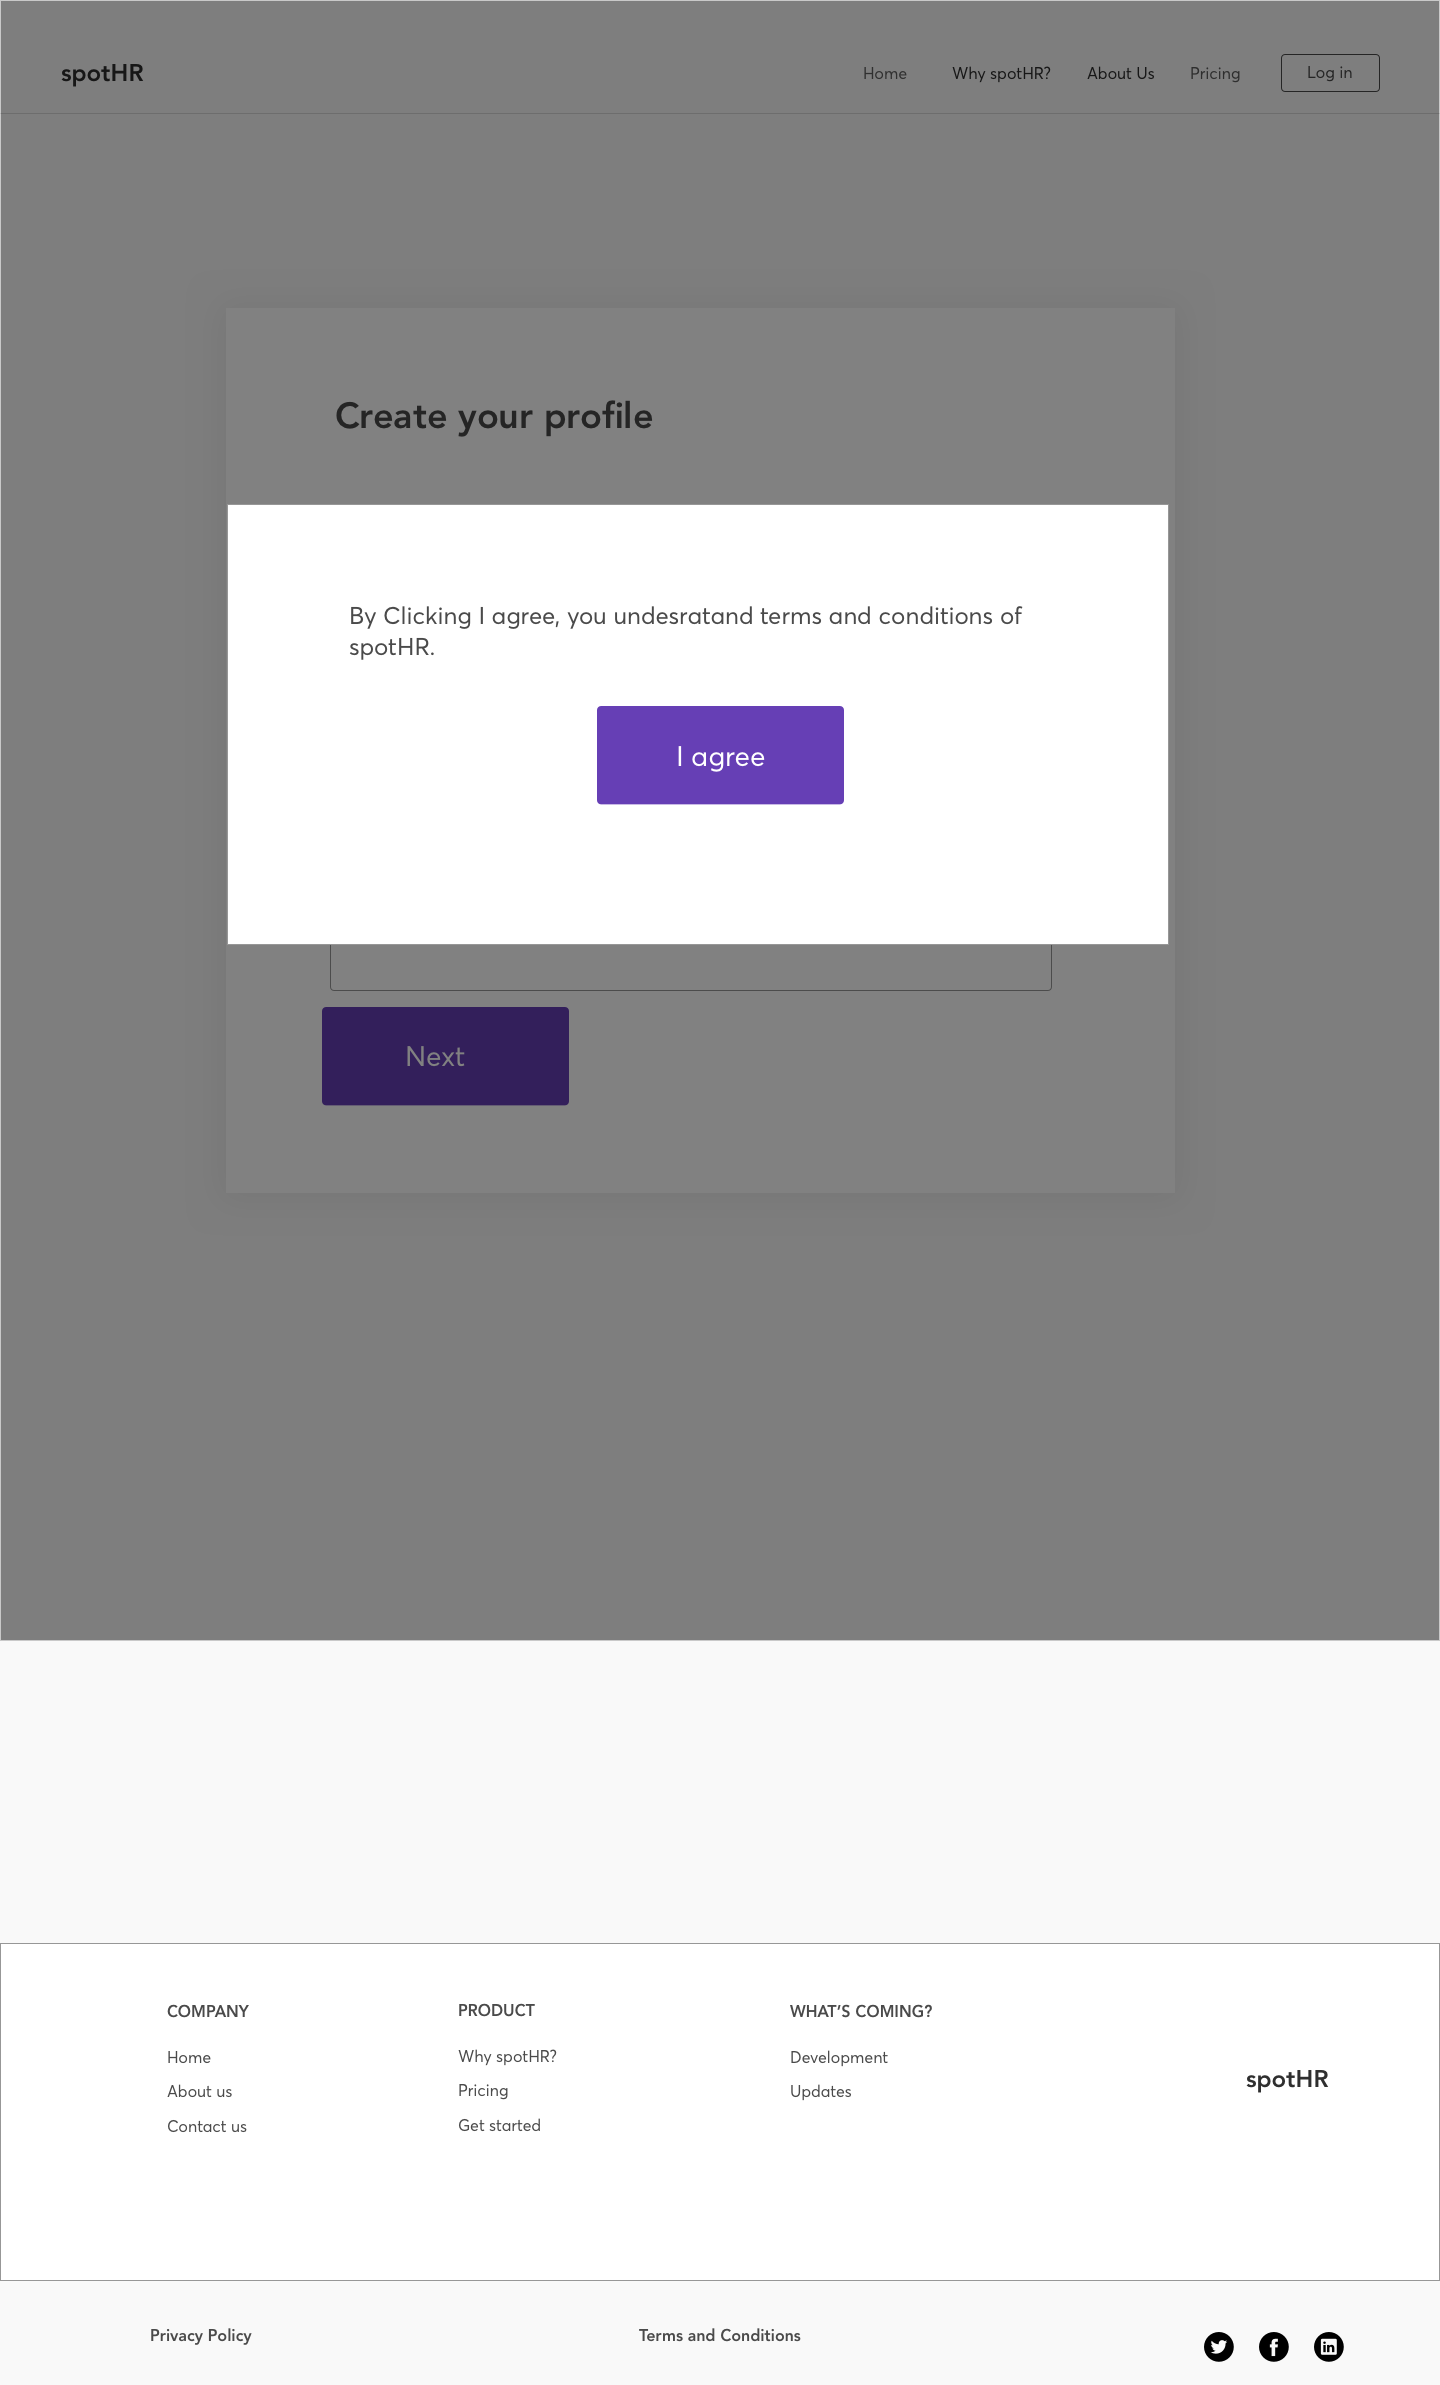 spotHR
Home
Why spotHR?
About Us
Pricing
Log in
Create your profile
By Clicking I agree, you undesratand terms and conditions of
spotHR.
I agree
Next
COMPANY
Home
About us
Contact us
PRODUCT
Why spotHR?
Pricing
Get started
WHAT'S COMING?
Development
Updates
spotHR
Privacy Policy
Terms and Conditions